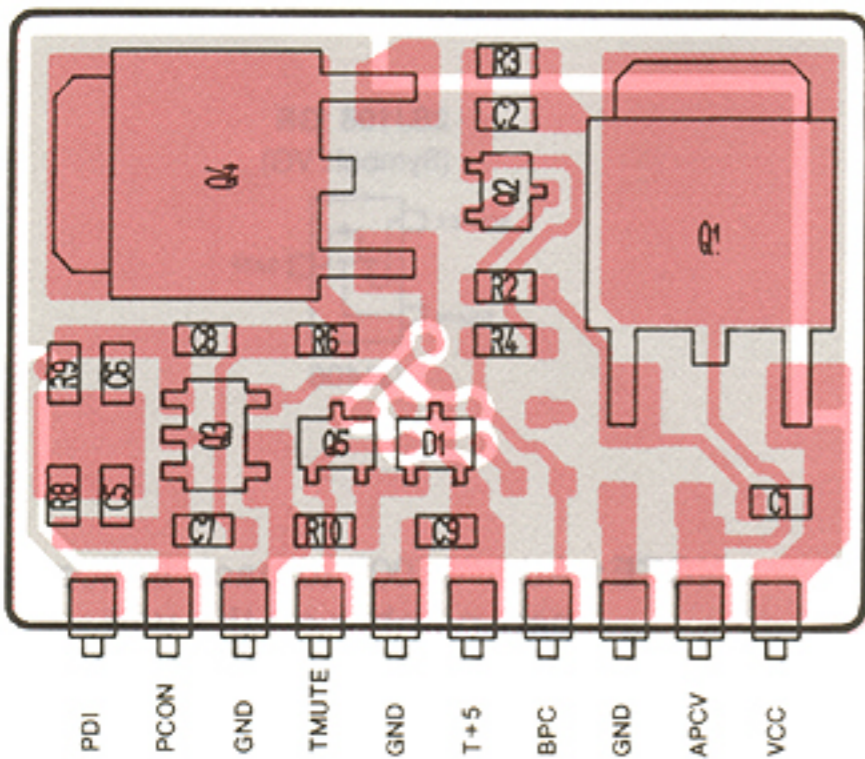 R3
C2
Q4
Q2
Q1
R2
C8
R6
R4
R9
C6
Q3
Q5
D1
R8
C5
C1
C7
R10
C9
PDI
PCON
GND
TMUTE
GND
T+5
BPC
GND
APCV
VCC